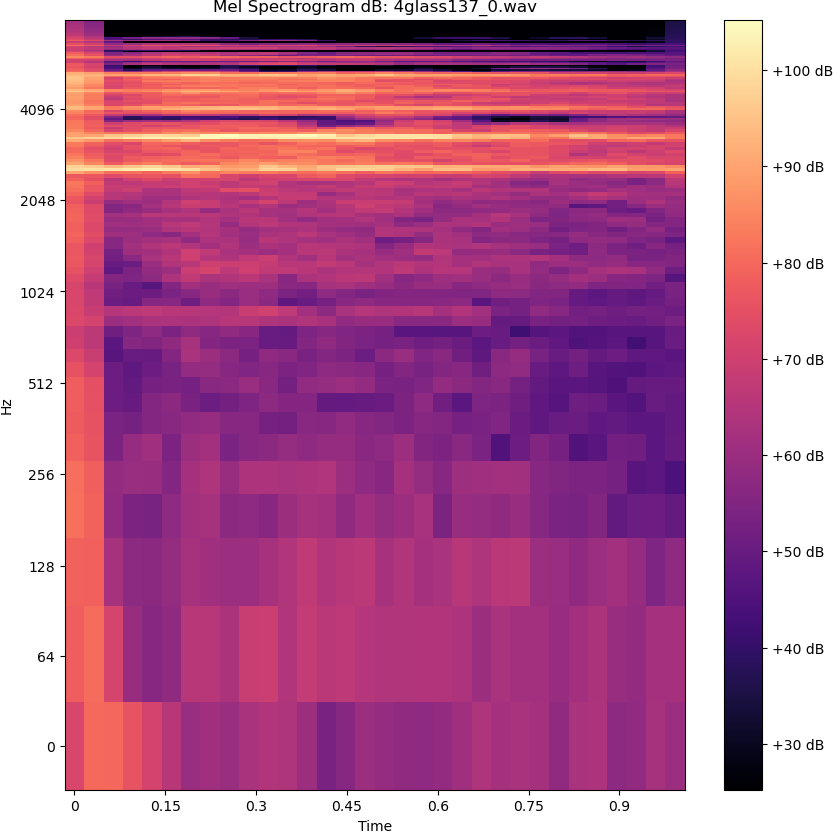 Mel Spectrogram dB: 4glass137_0.wav
+100 dB
4096
+90 dB
2048
+80 dB
1024
+70 dB
512
Hz
+60 dB
256
+50 dB
128
64
+40 dB
0
+30 dB
0 0.15 0.3 0.45 0.6 0.75 0.9
Time